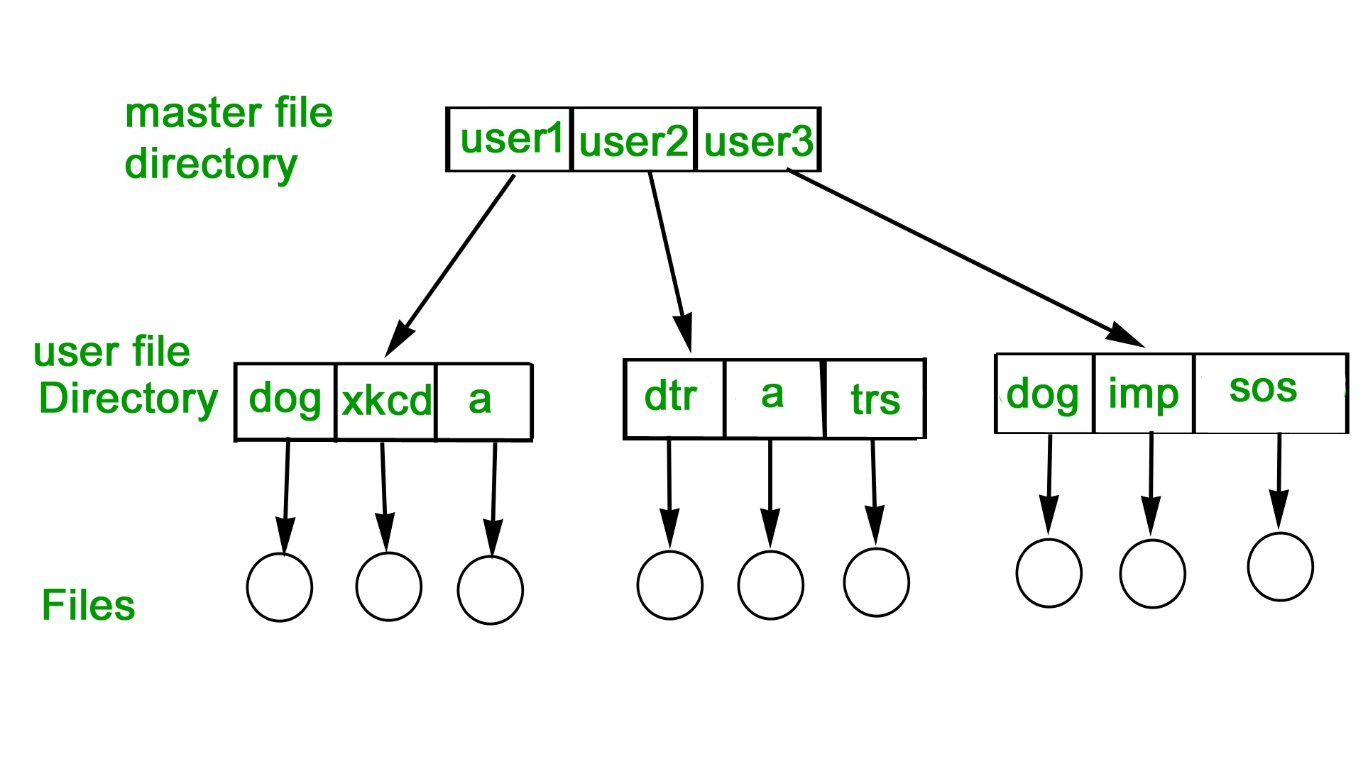 master file
directory
user1 user2 user3
user file
Directory
dog xkcd a
dtr a trs
dog imp sos
Files